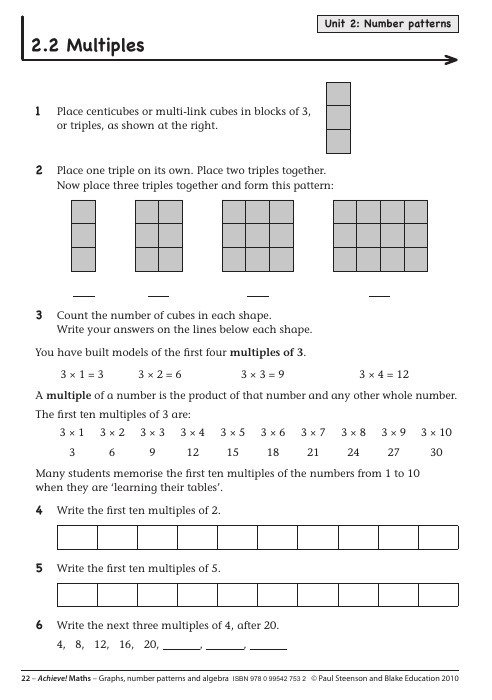 Unit 2: Number patterns
2.2 Multiples
1 Place centicubes or multi-link cubes in blocks of 3,
or triples, as shown at the right.
2 Place one triple on its own. Place two triples together.
Now place three triples together and form this pattern:
3 Count the number of cubes in each shape.
Write your answers on the lines below each shape.
You have built models of the first four multiples of 3.
3 × 1 = 3 3 × 2 = 6 3 × 3 = 9 3 × 4 = 12
A multiple of a number is the product of that number and any other whole number.
The first ten multiples of 3 are:
3 × 1 3 × 2 3 × 3 3 × 4 3 × 5 3 × 6 3 × 7 3 × 8 3 × 9 3 × 10
3 6 9 12 15 18 21 24 27 30
Many students memorise the first ten multiples of the numbers from 1 to 10
when they are ‘learning their tables’.
4 Write the first ten multiples of 2.
5 Write the first ten multiples of 5.
6 Write the next three multiples of 4, after 20.
4, 8, 12, 16, 20, ______, ______, ______
22 – Achieve! Maths – Graphs, number patterns and algebra ISBN 978 0 99542 753 2 © Paul Steenson and Blake Education 2010